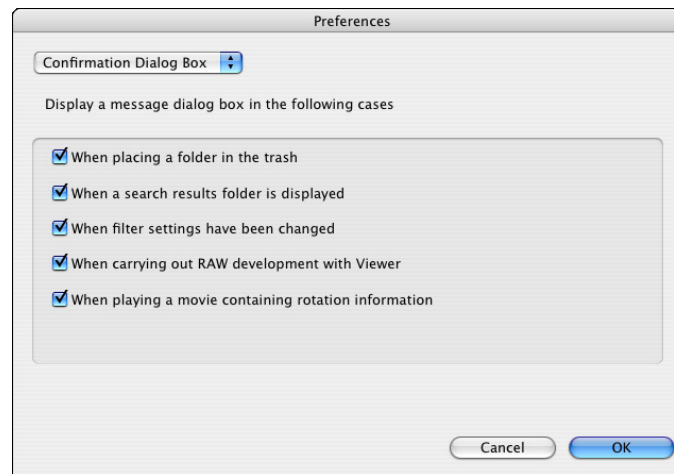 Preferences
Confirmation Dialog Box
Display a message dialog box in the following cases
When placing a folder in the trash
When a search results folder is displayed
When filter settings have been changed
When carrying out RAW development with Viewer
When playing a movie containing rotation information
Cancel OK